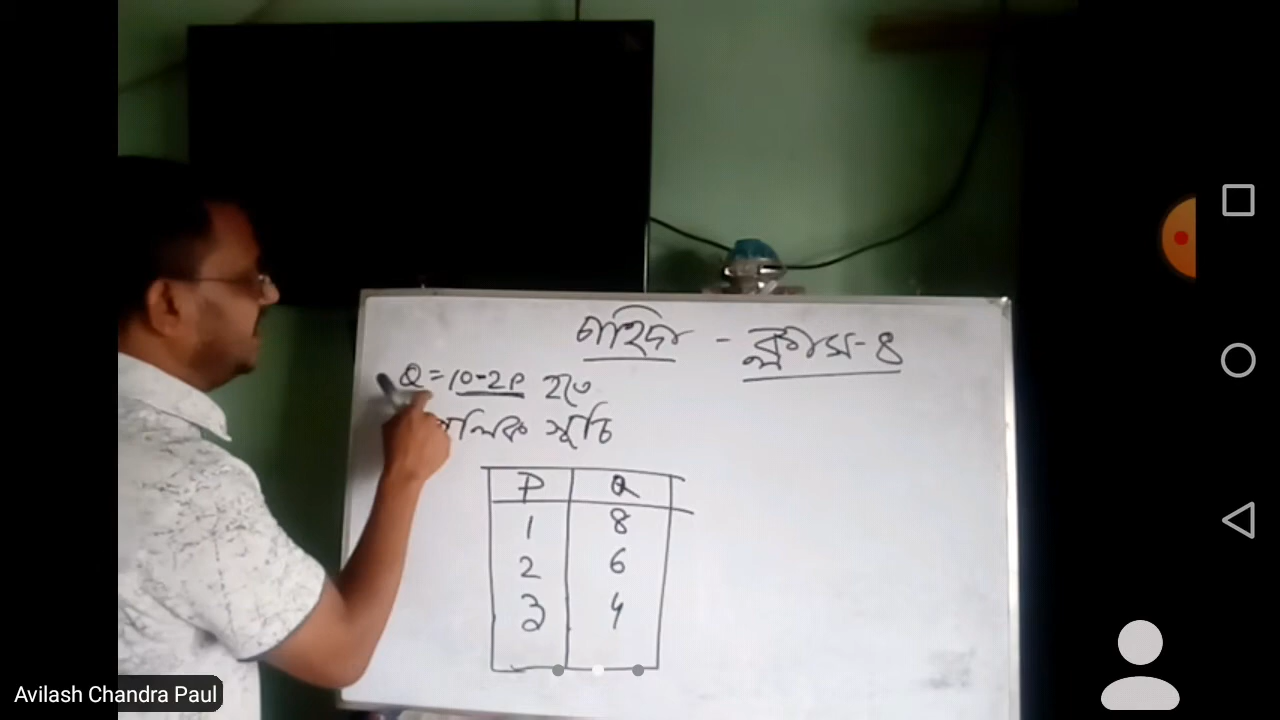 চাহিদা - ক্লাস-৪
Q = 10-2P হতে
সূচি
P Q
1 8
2 6
3 4
Avilash Chandra Paul